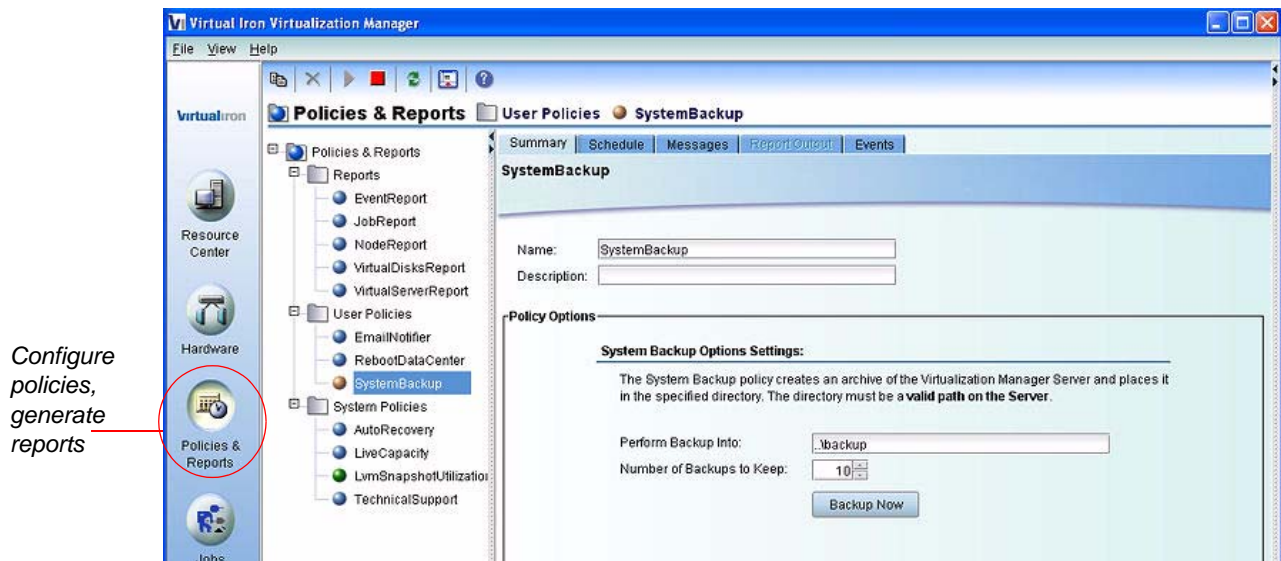 Virtual Iron Virtualization Manager
File View Help
Virtualiron
Policies & Reports User Policies SystemBackup
Resource
Center
Hardware
Policies &
Reports
Jobs
Configure
policies,
generate
reports
Policies & Reports
Reports
EventReport
JobReport
NodeReport
VirtualDisksReport
VirtualServerReport
User Policies
EmailNotifier
RebootDataCenter
SystemBackup
System Policies
AutoRecovery
LiveCapacity
LvmSnapshotUtilization
TechnicalSupport
Summary Schedule Messages Report Output Events
SystemBackup
Name: SystemBackup
Description:
Policy Options
System Backup Options Settings:
The System Backup policy creates an archive of the Virtualization Manager Server and places it
in the specified directory. The directory must be a valid path on the Server.
Perform Backup Into: ..\backup
Number of Backups to Keep: 10
Backup Now